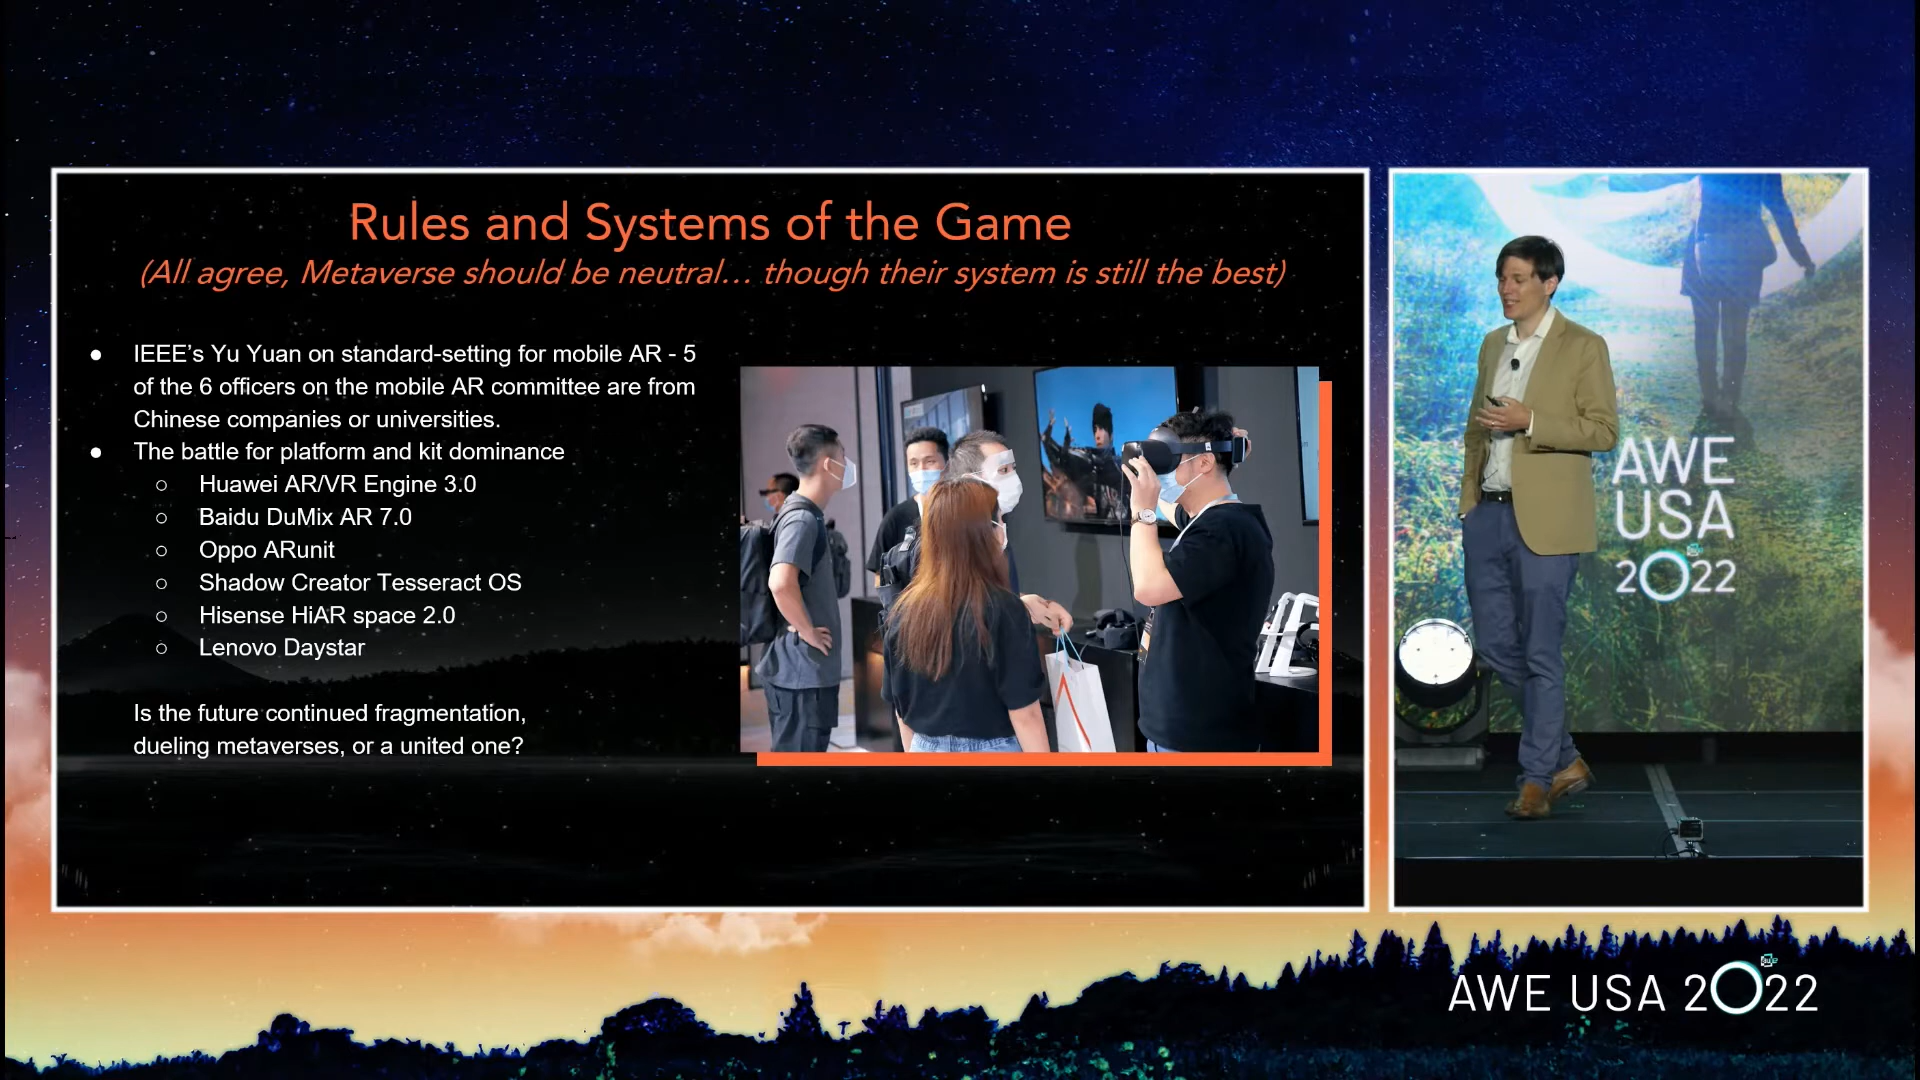 Rules and Systems of the Game
(All agree, Metaverse should be neutral... though their system is still the best)
● IEEE's Yu Yuan on standard-setting for mobile AR - 5
of the 6 officers on the mobile AR committee are from
Chinese companies or universities.
● The battle for platform and kit dominance
○ Huawei AR/VR Engine 3.0
○ Baidu DuMix AR 7.0
○ Oppo ARunit
○ Shadow Creator Tesseract OS
○ Hisense HiAR space 2.0
○ Lenovo Daystar
Is the future continued fragmentation,
dueling metaverses, or a united one?
AWE
USA
2022
AWE USA 2022